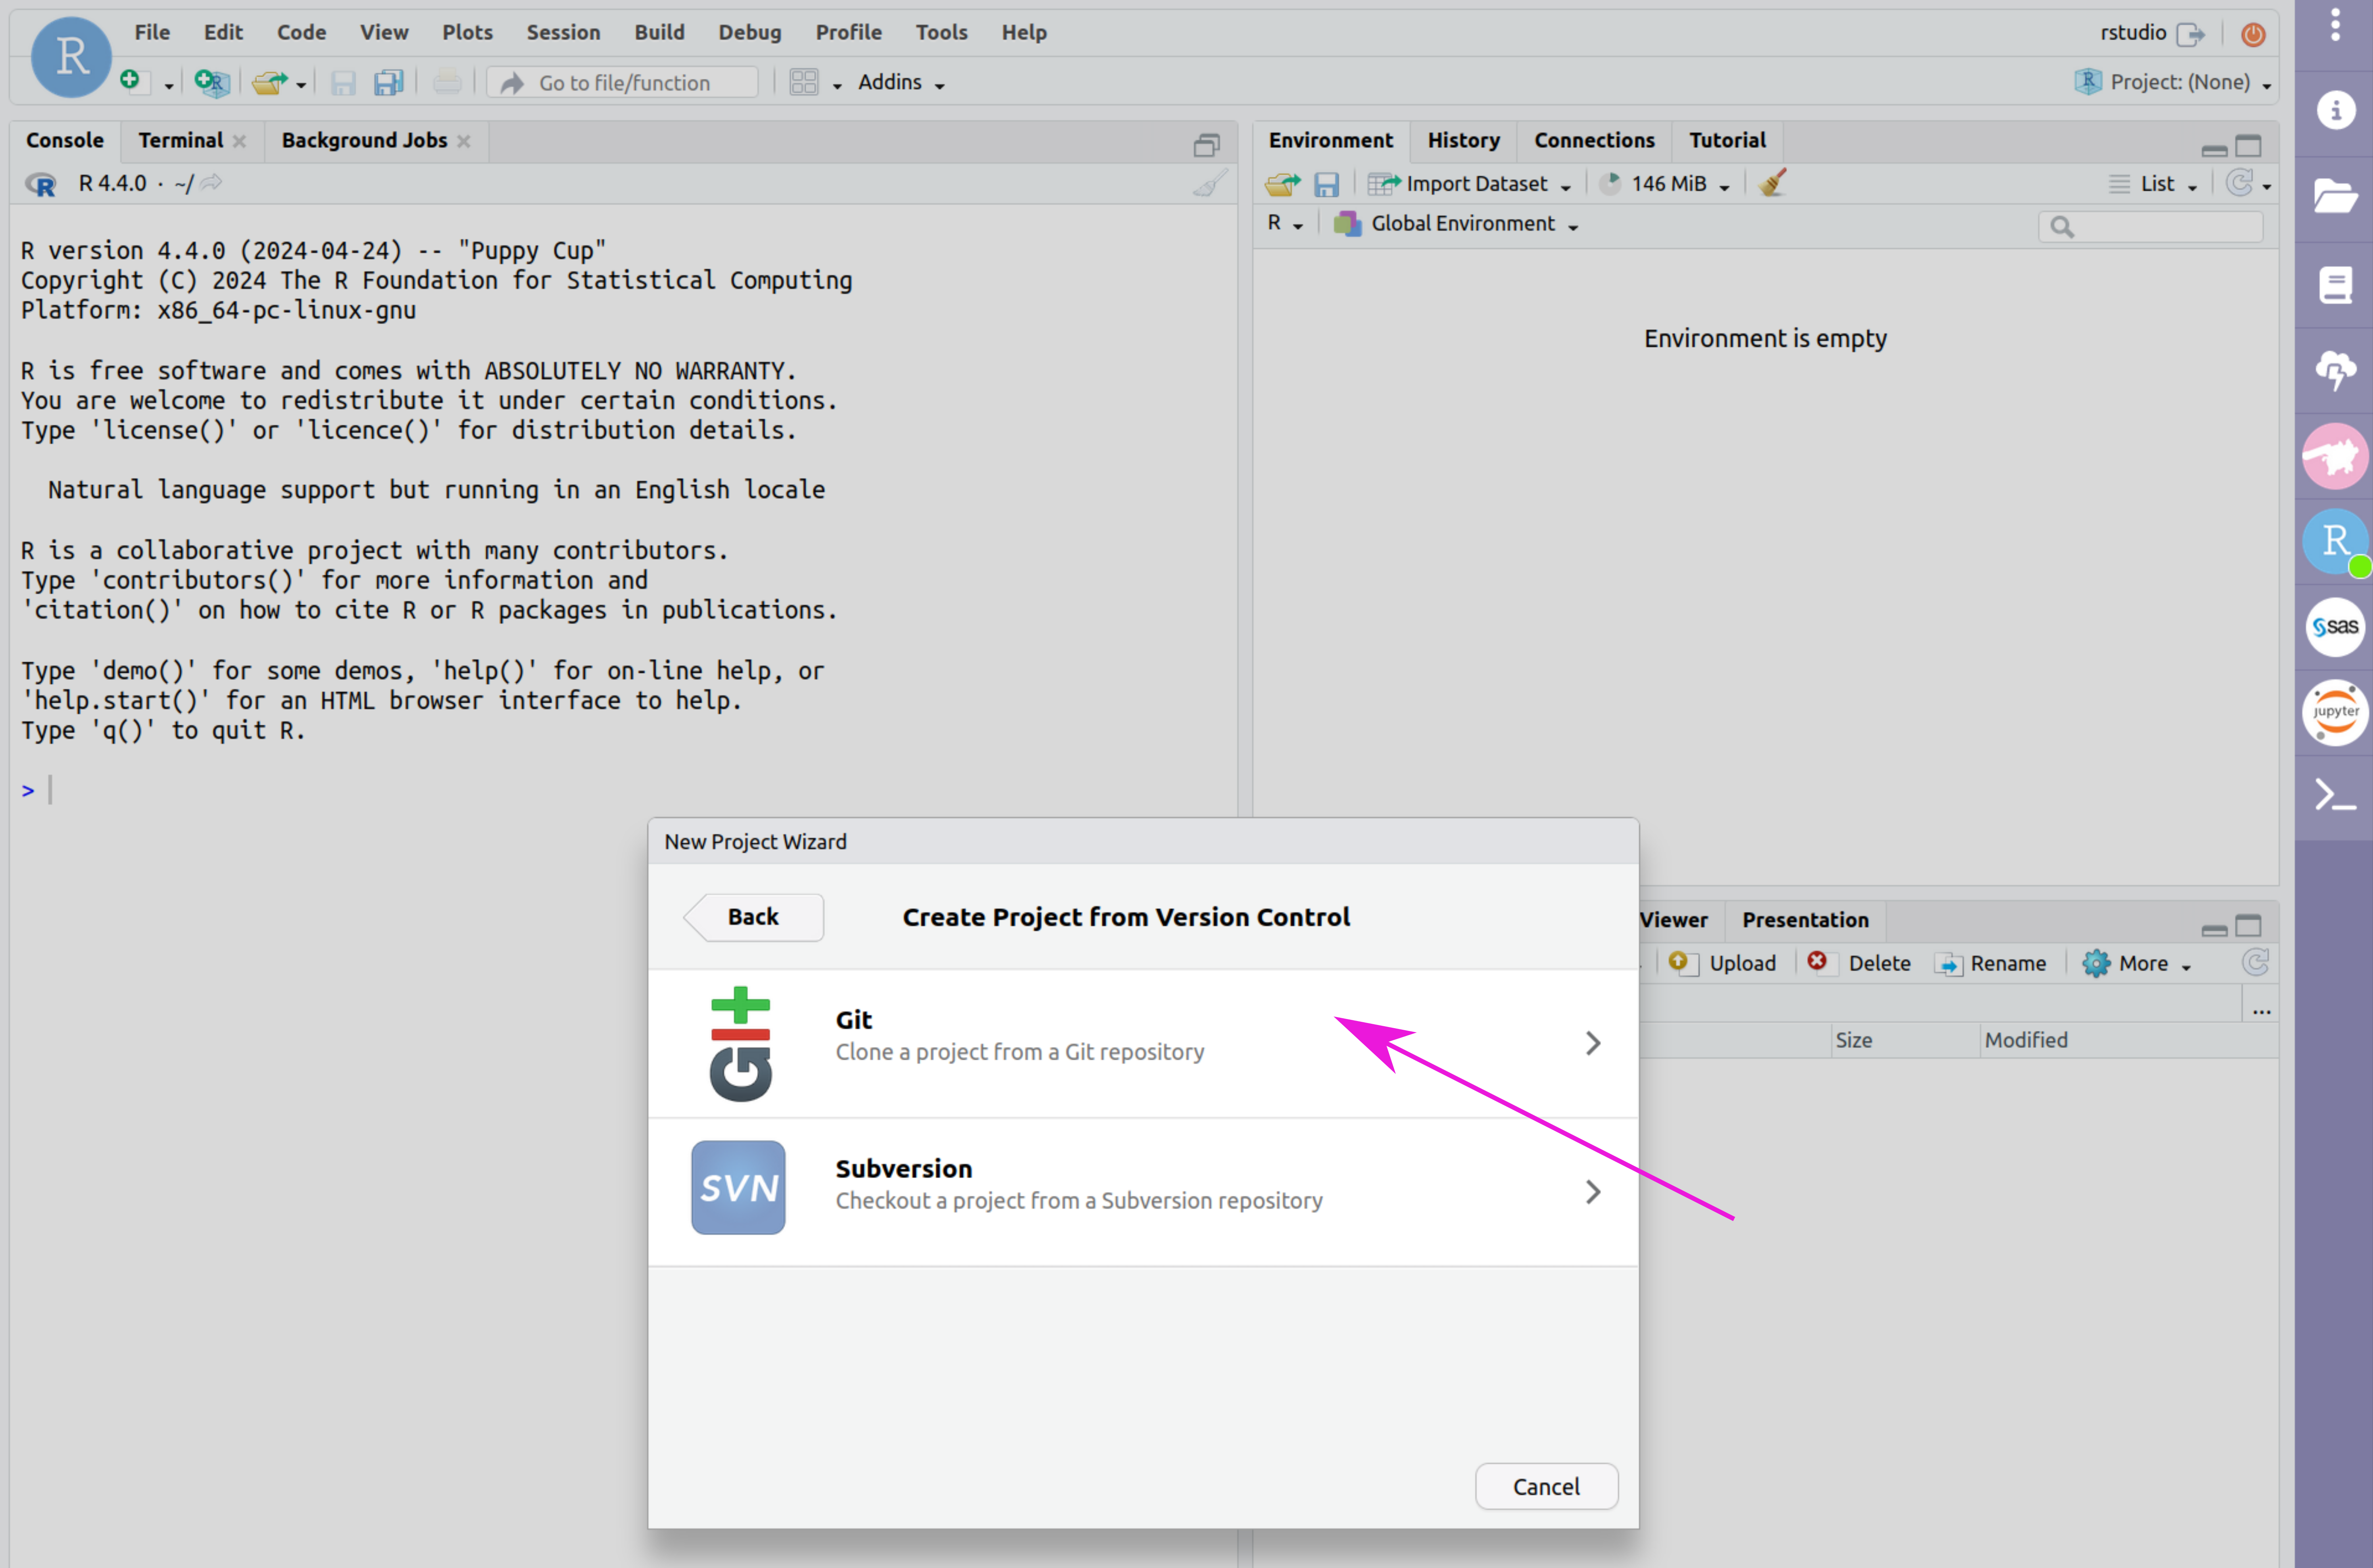 File Edit Code View Plots Session Build Debug Profile Tools Help
rstudio
R
Go to file/function
Addins
Project: (None)
Console Terminal Background Jobs
R 4.4.0 · ~/
R version 4.4.0 (2024-04-24) -- "Puppy Cup"
Copyright (C) 2024 The R Foundation for Statistical Computing
Platform: x86_64-pc-linux-gnu
R is free software and comes with ABSOLUTELY NO WARRANTY.
You are welcome to redistribute it under certain conditions.
Type 'license()' or 'licence()' for distribution details.
Natural language support but running in an English locale
R is a collaborative project with many contributors.
Type 'contributors()' for more information and
'citation()' on how to cite R or R packages in publications.
Type 'demo()' for some demos, 'help()' for on-line help, or
'help.start()' for an HTML browser interface to help.
Type 'q()' to quit R.
>
Environment History Connections Tutorial
Import Dataset 146 MiB List
R Global Environment
Environment is empty
Viewer Presentation
Upload Delete Rename More
...
Size Modified
New Project Wizard
Back
Create Project from Version Control
git
Git
Clone a project from a Git repository
SVN
Subversion
Checkout a project from a Subversion repository
Cancel
R
sas
jupyter